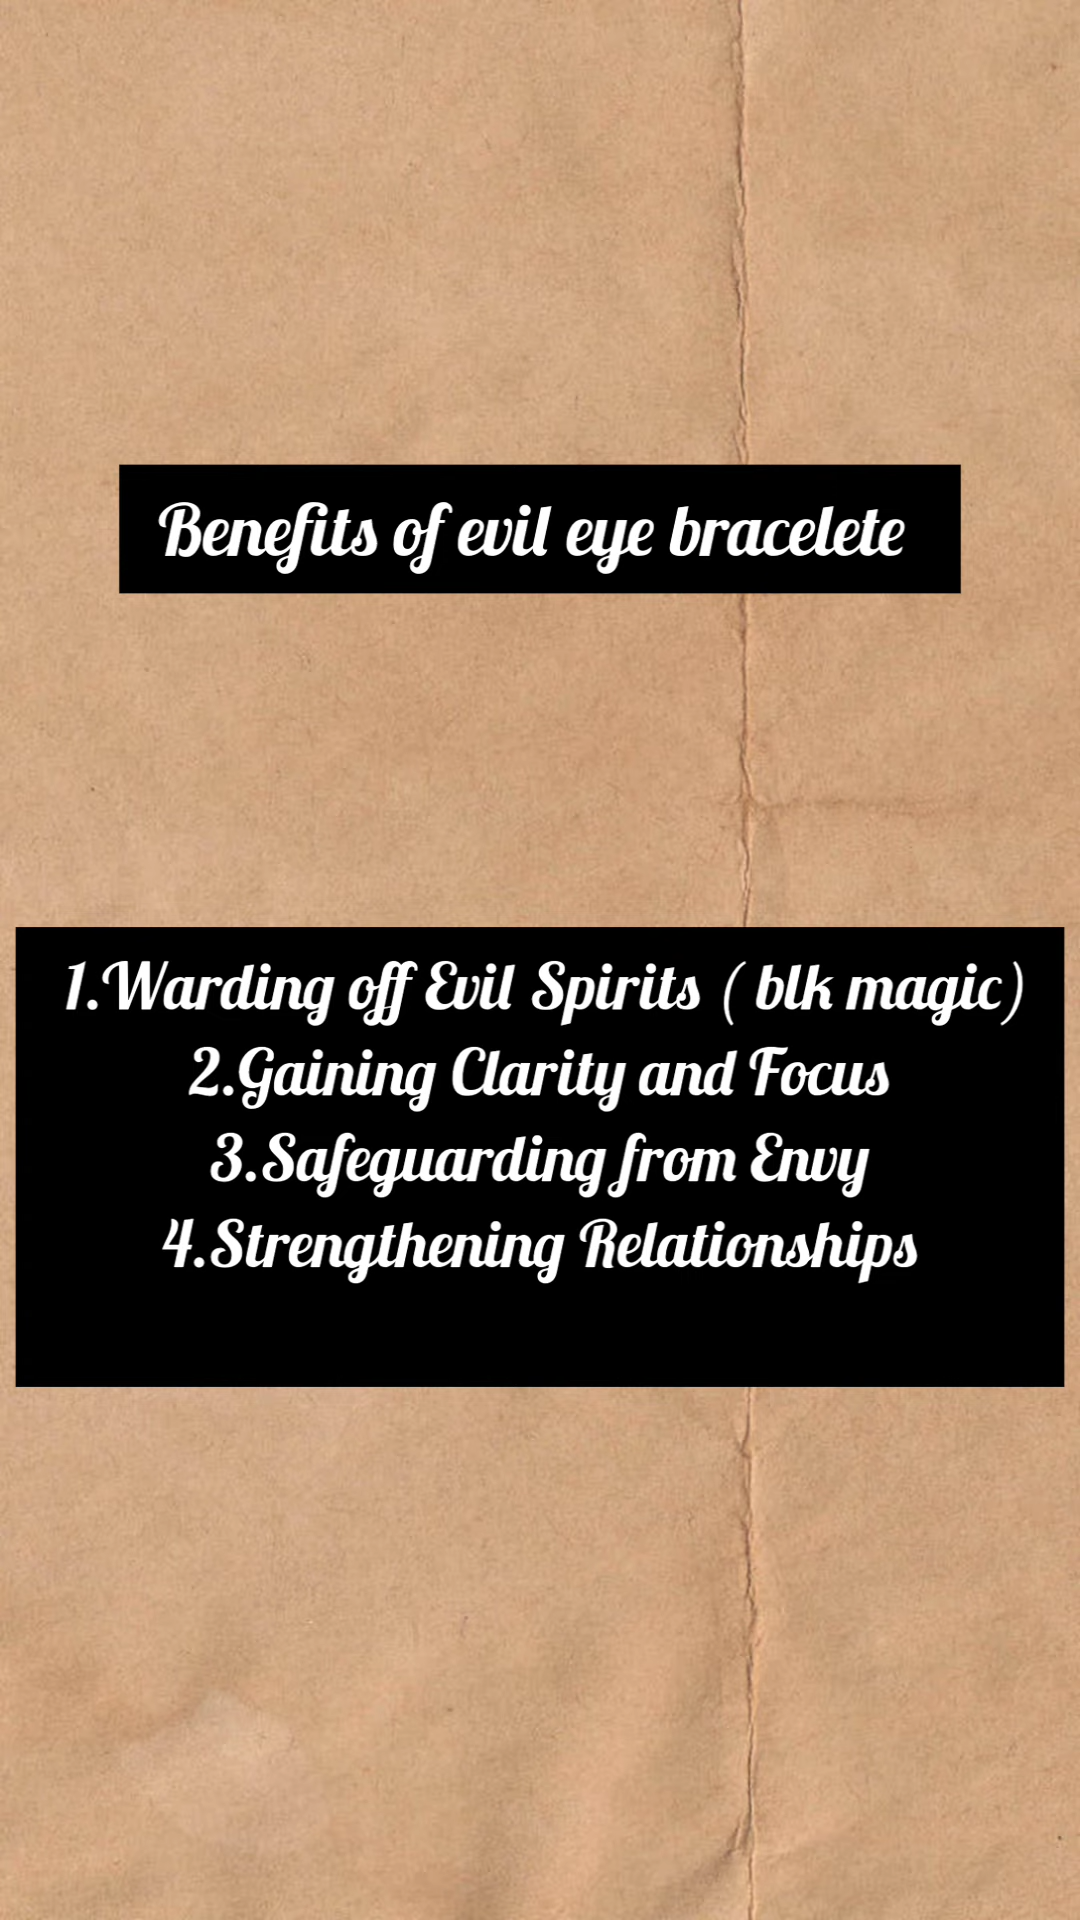 Benefits of evil eye bracelete
1.Warding off Evil Spirits ( blk magic)
2.Gaining Clarity and Focus
3.Safeguarding from Envy
4.Strengthening Relationships